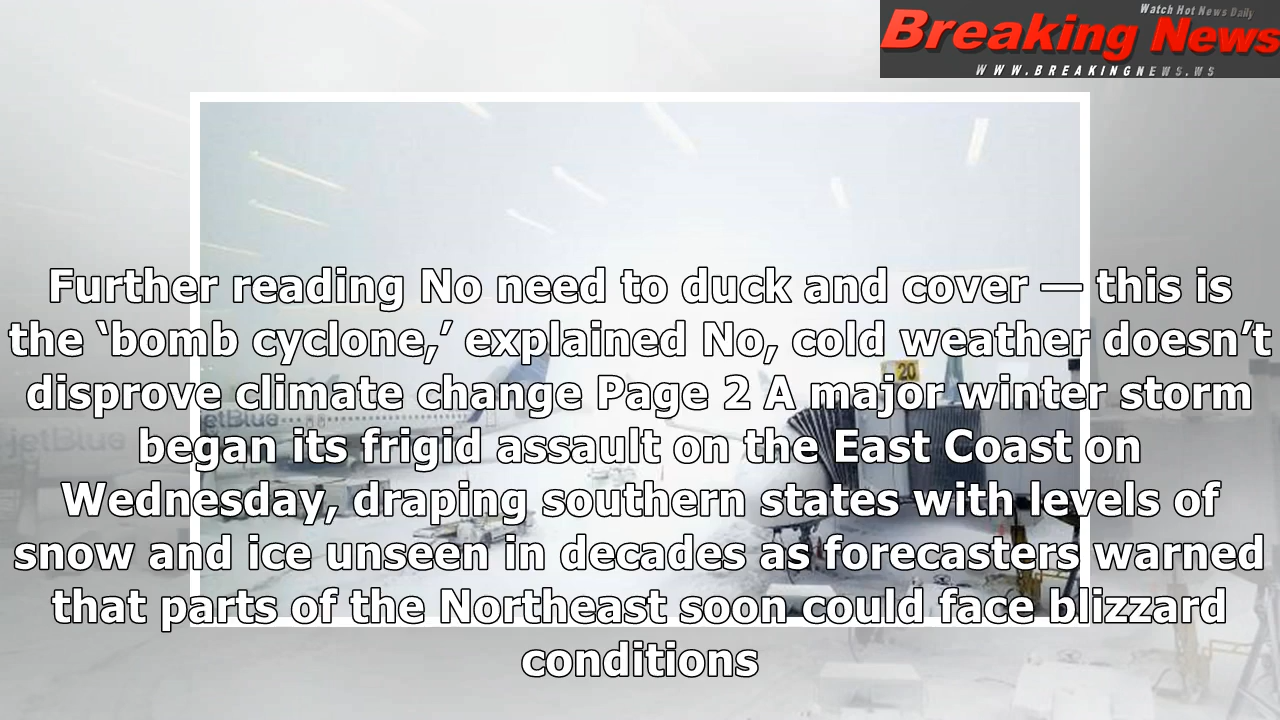 Watch Hot News Daily
Breaking News
WWW.BREAKINGNEWS.WS
20
jetBlue
jetBlue
Further reading No need to duck and cover — this is
the ‘bomb cyclone,’ explained No, cold weather doesn’t
disprove climate change Page 2 A major winter storm
began its frigid assault on the East Coast on
Wednesday, draping southern states with levels of
snow and ice unseen in decades as forecasters warned
that parts of the Northeast soon could face blizzard
conditions